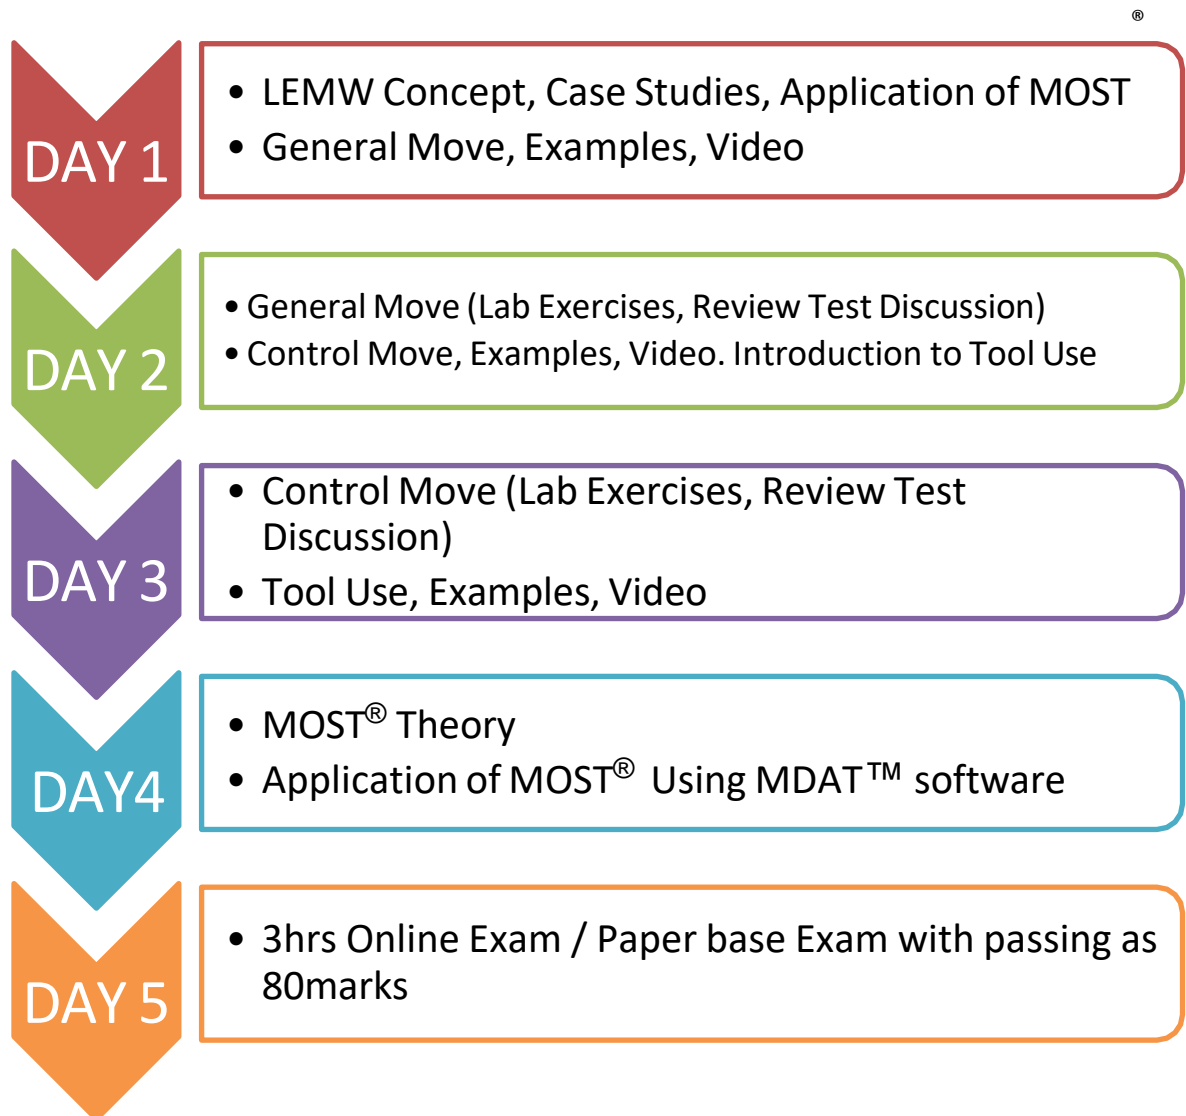 ®
DAY 1
• LEMW Concept, Case Studies, Application of MOST
• General Move, Examples, Video
DAY 2
• General Move (Lab Exercises, Review Test Discussion)
• Control Move, Examples, Video. Introduction to Tool Use
DAY 3
• Control Move (Lab Exercises, Review Test
Discussion)
• Tool Use, Examples, Video
DAY4
• MOST® Theory
• Application of MOST® Using MDAT™ software
DAY 5
• 3hrs Online Exam / Paper base Exam with passing as
80marks